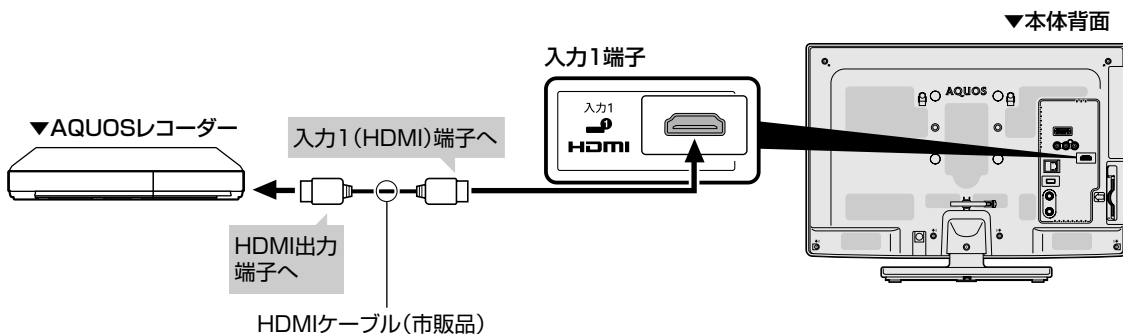 ▼本体背面
入力1端子
入力1
1
HDMI
AQUOS
▼AQUOSレコーダー
入力1(HDMI)端子へ
HDMI出力
端子へ
HDMIケーブル(市販品)